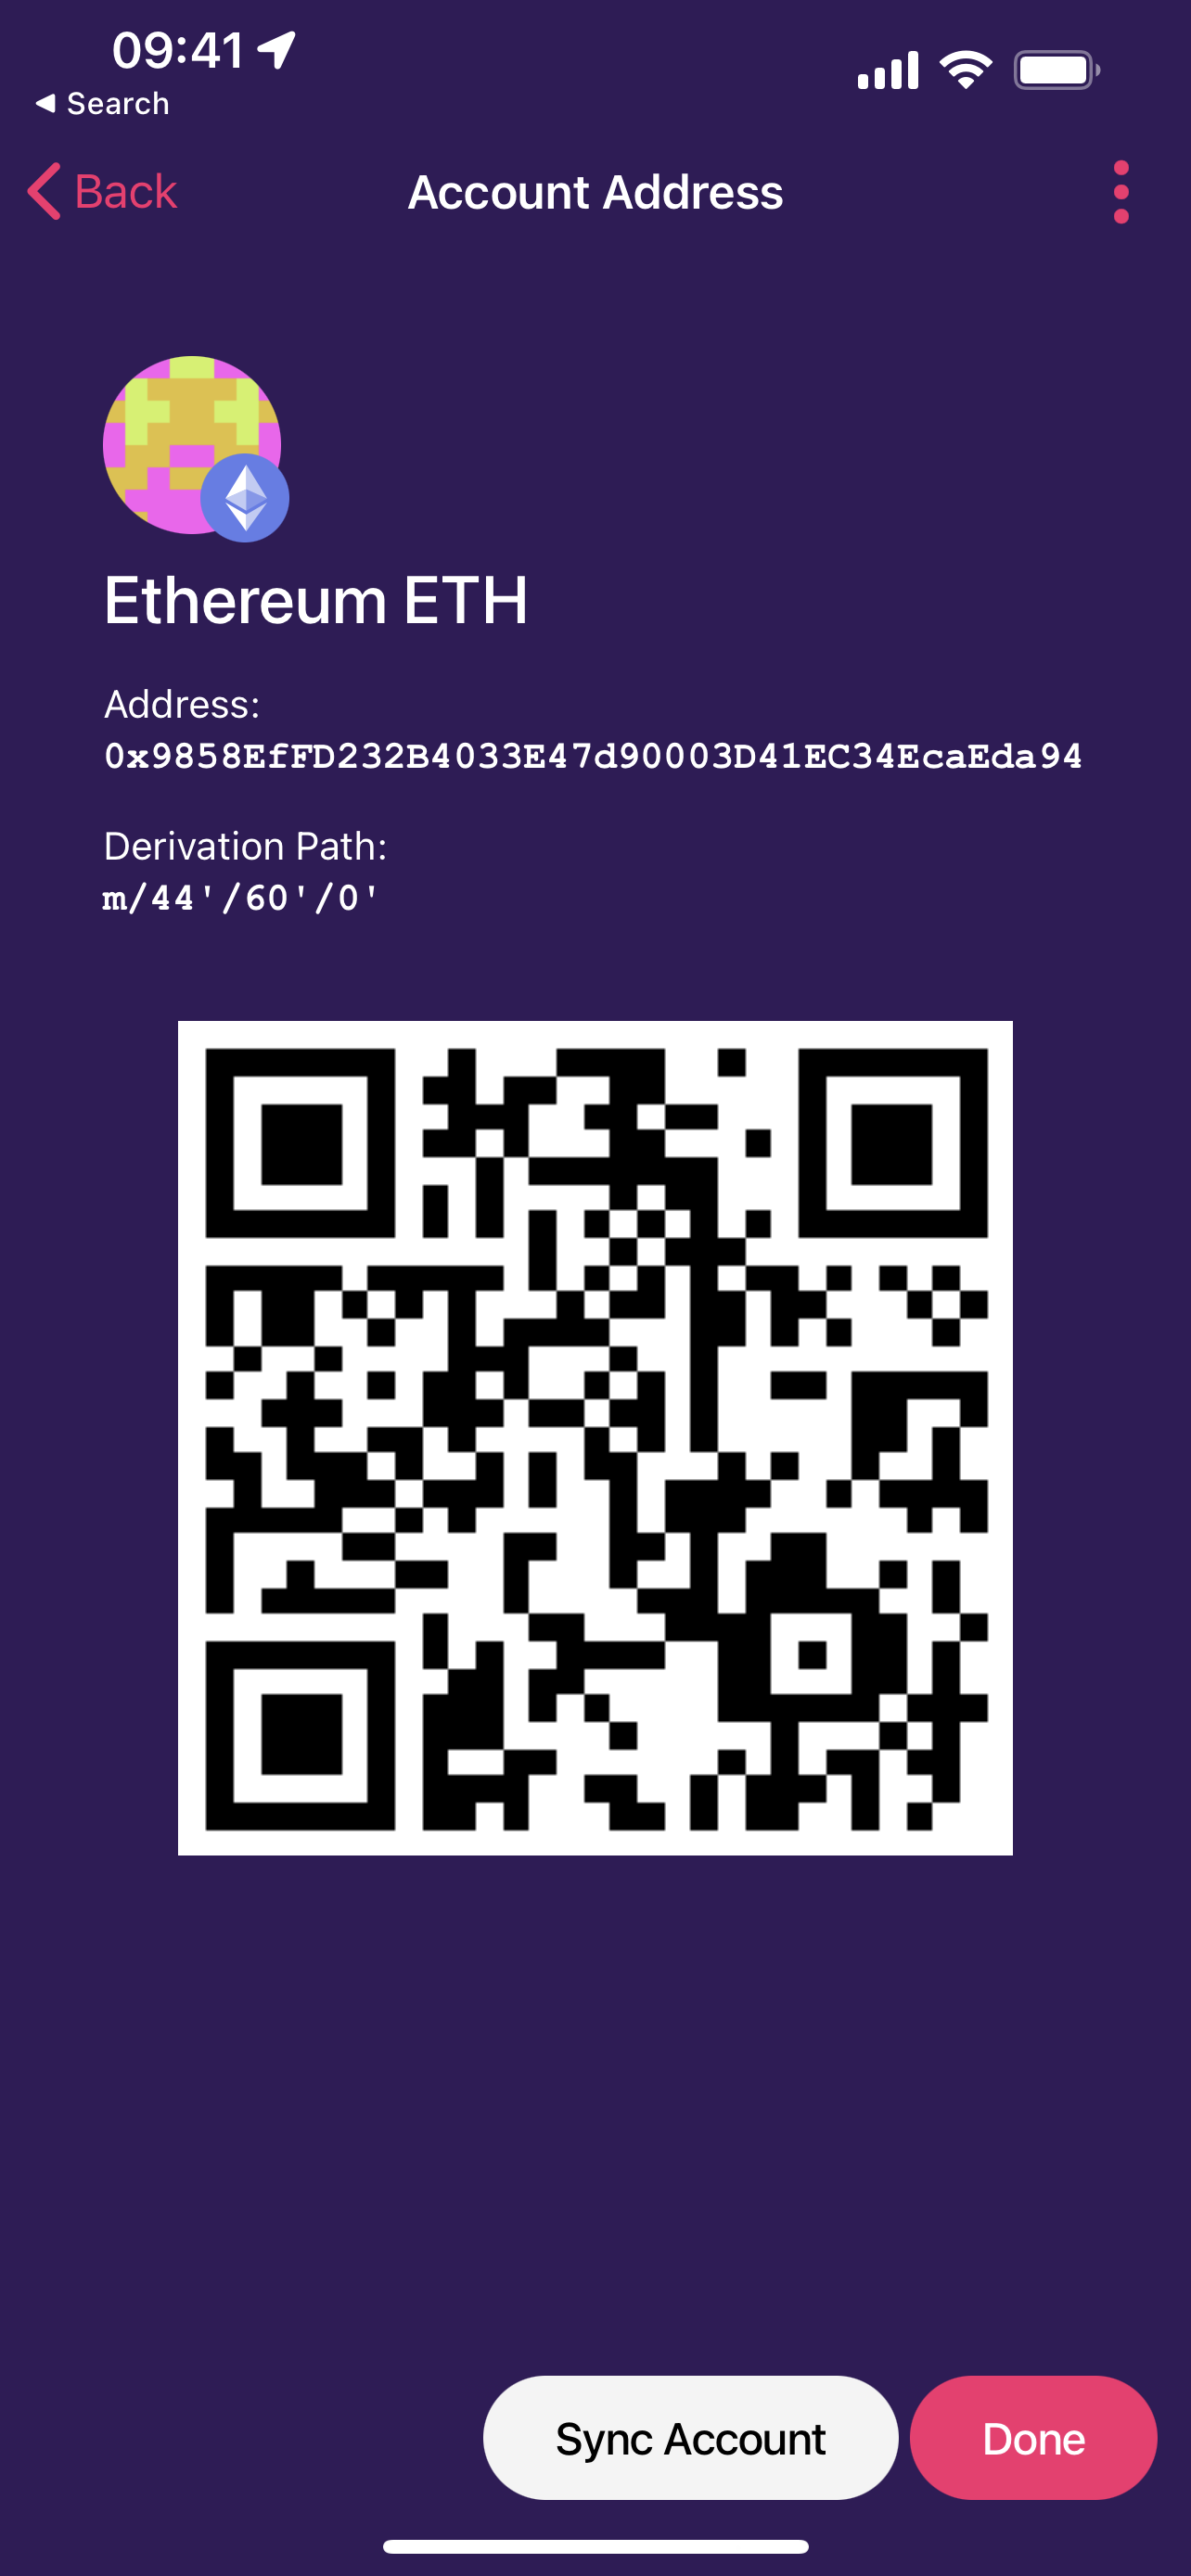 09:41
Search
Back
Account Address
Ethereum ETH
Address:
0x9858EfFD232B4033E47d90003D41EC34EcaEda94
Derivation Path:
m/44'/60'/0'
Sync Account
Done